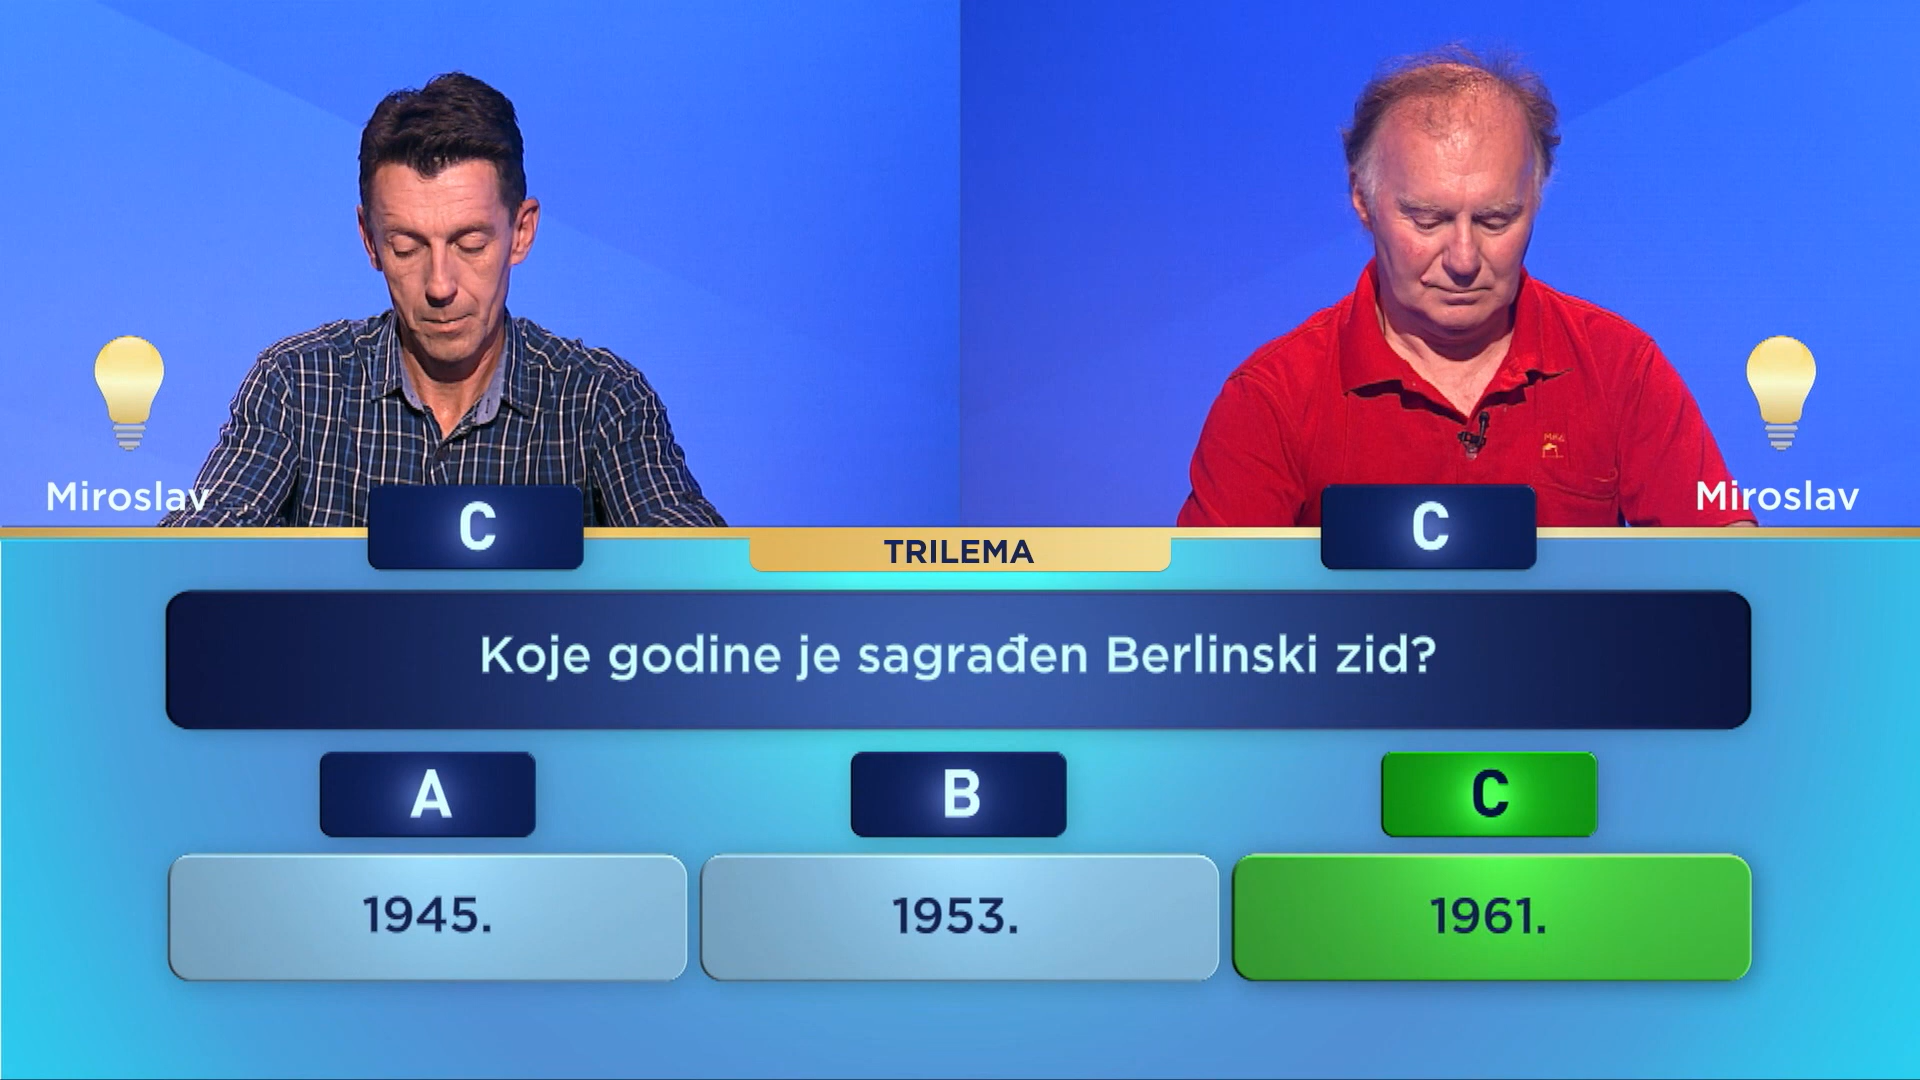 Miroslav
Miroslav
C
TRILEMA
C
Koje godine je sagrađen Berlinski zid?
A
B
C
1945.
1953.
1961.